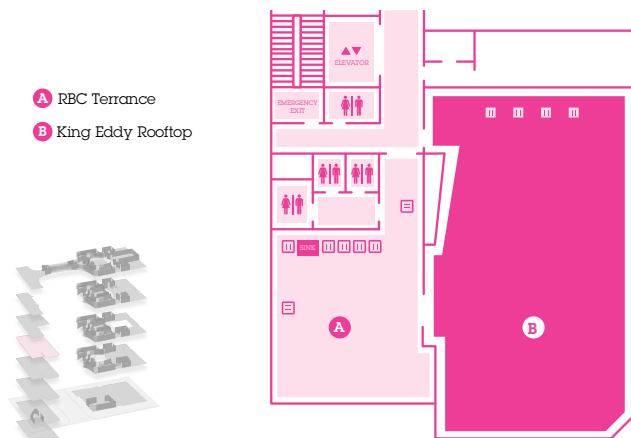 A RBC Terrance
B King Eddy Rooftop
ELEVATOR
EMERGENCY
EXIT
SINK
A
B